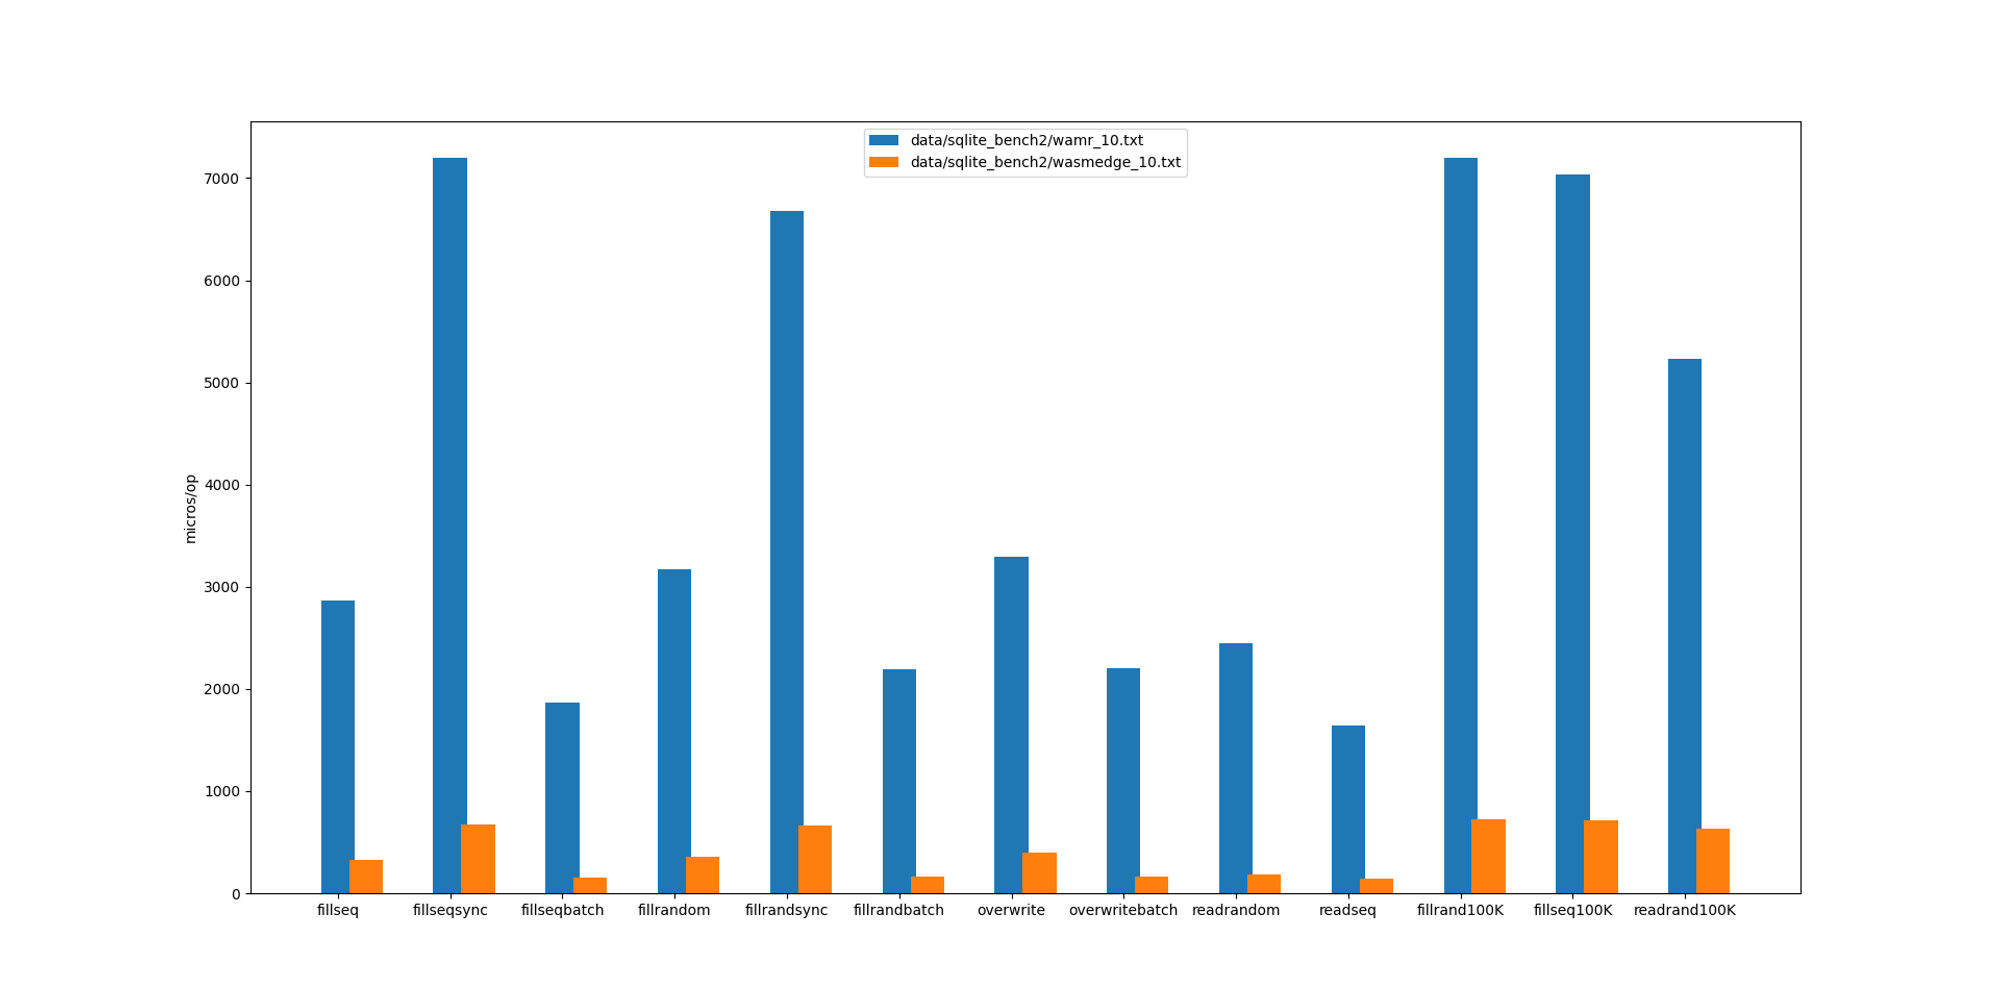 data/sqlite_bench2/wamr_10.txt
data/sqlite_bench2/wasmedge_10.txt
micros/op
7000
6000
5000
4000
3000
2000
1000
0
fillseq fillseqsync fillseqbatch fillrandom fillrandsync fillrandbatch overwrite overwritebatch readrandom readseq fillrand100K fillseq100K readrand100K